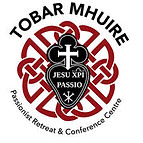 TOBAR MHUIRE
JESU XPI
PASSIO
Passionist Retreat & Conference Centre